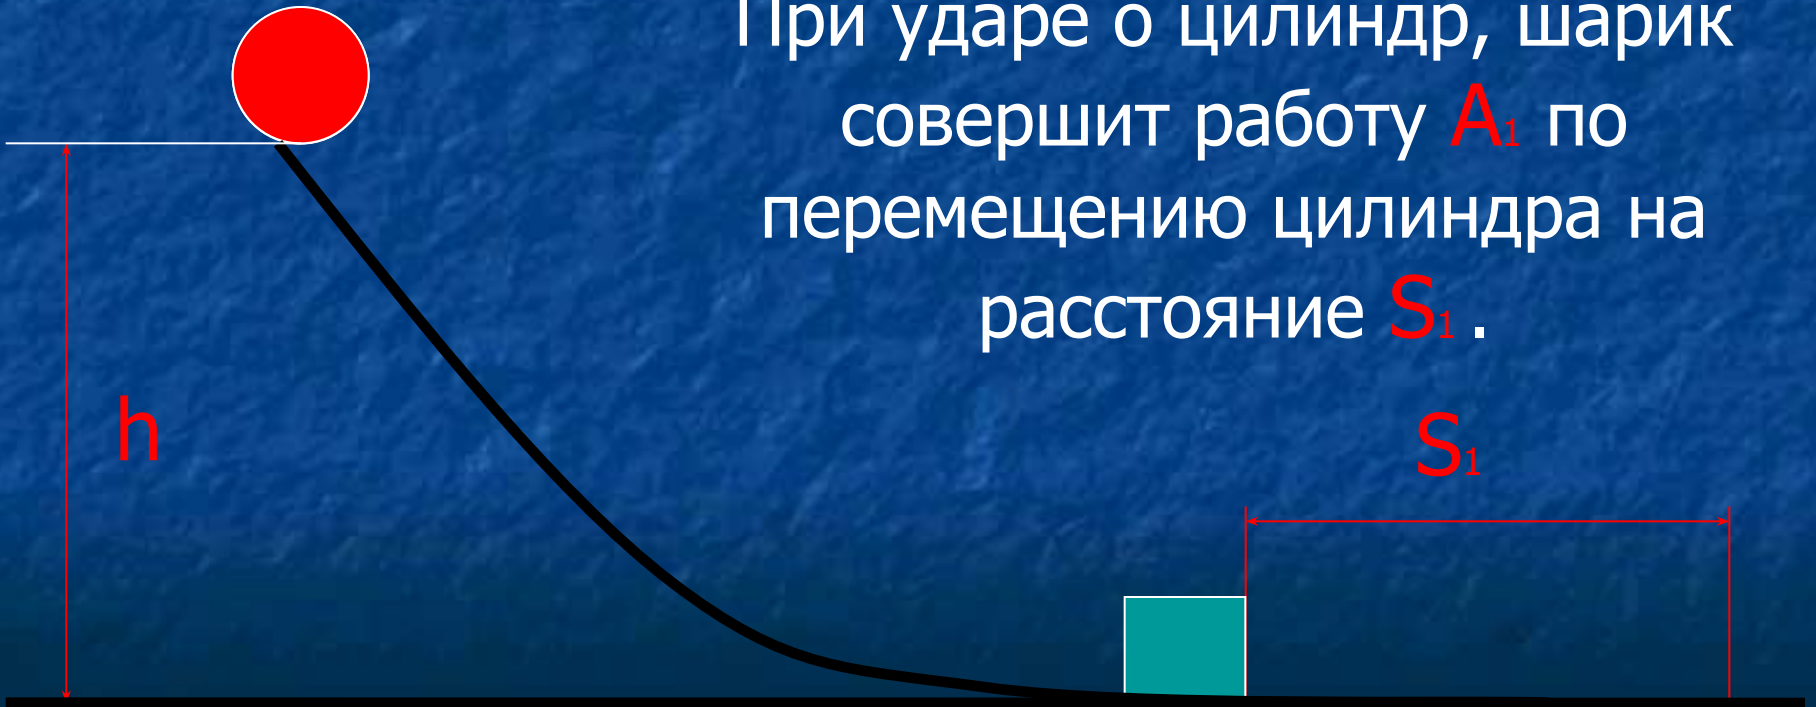 При ударе о цилиндр, шарик
совершит работу A₁ по
перемещению цилиндра на
расстояние S₁ .
h
S₁